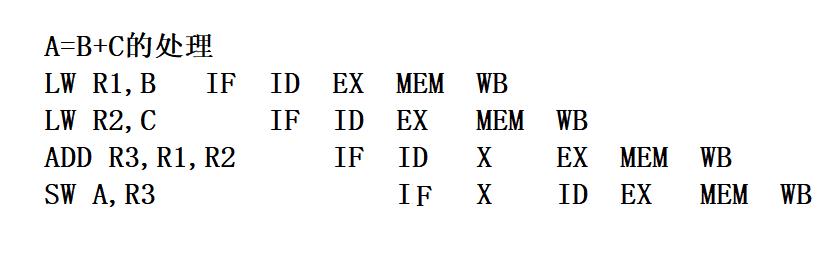 A=B+C的处理
LW R1,B IF ID EX MEM WB
LW R2,C IF ID EX MEM WB
ADD R3,R1,R2 IF ID X EX MEM WB
SW A,R3 IF X ID EX MEM WB